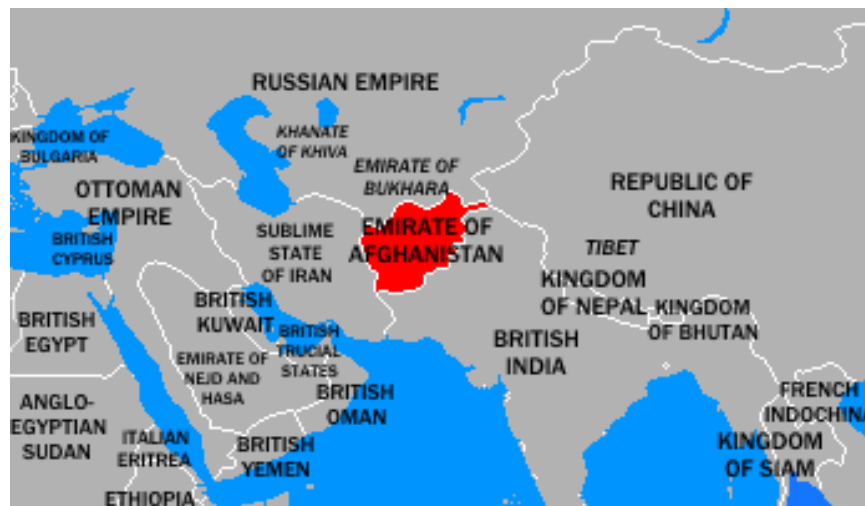 RUSSIAN EMPIRE
KHANATE
OF KHIVA
KINGDOM OF
BULGARIA
EMIRATE OF
BUKHARA
REPUBLIC OF
CHINA
OTTOMAN
EMPIRE
SUBLIME
STATE
OF IRAN
EMIRATE OF
AFGHANISTAN
BRITISH
CYPRUS
TIBET
KINGDOM
OF NEPAL
KINGDOM
OF BHUTAN
BRITISH
KUWAIT
BRITISH
EGYPT
BRITISH
TRUCIAL
STATES
BRITISH
INDIA
EMIRATE OF
NEJD AND
HASA
BRITISH
OMAN
FRENCH
INDOCHINA
ANGLO-
EGYPTIAN
SUDAN
ITALIAN
ERITREA
BRITISH
YEMEN
KINGDOM
OF SIAM
ETHIOPIA